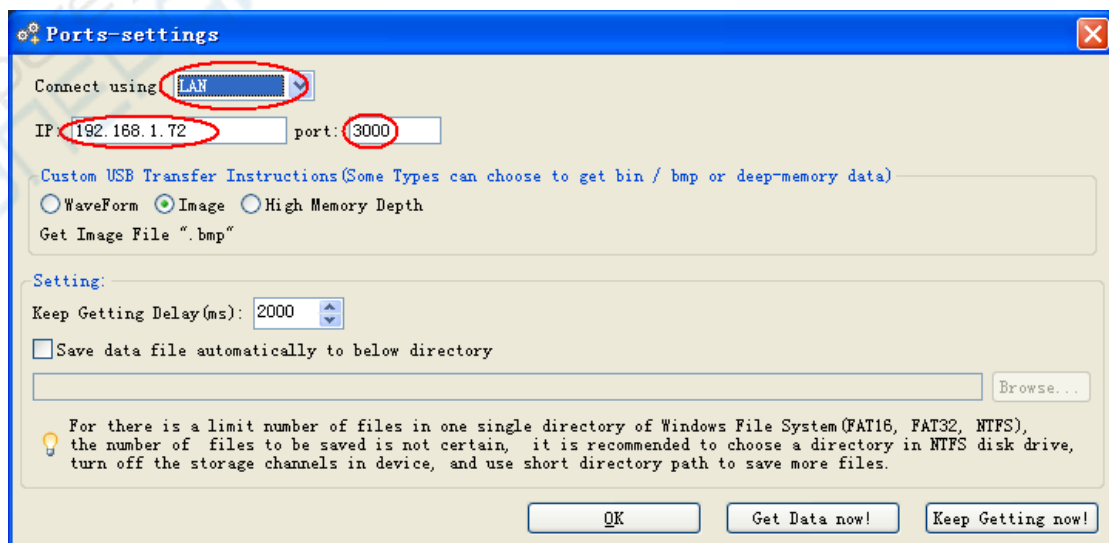 Ports-settings
Connect using: LAN
IP: 192.168.1.72 port: 3000
Custom USB Transfer Instructions(Some Types can choose to get bin / bmp or deep-memory data)
WaveForm Image High Memory Depth
Get Image File ".bmp"
Setting:
Keep Getting Delay(ms): 2000
Save data file automatically to below directory
Browse...
For there is a limit number of files in one single directory of Windows File System(FAT16, FAT32, NTFS),
the number of files to be saved is not certain, it is recommended to choose a directory in NTFS disk drive,
turn off the storage channels in device, and use short directory path to save more files.
OK Get Data now! Keep Getting now!